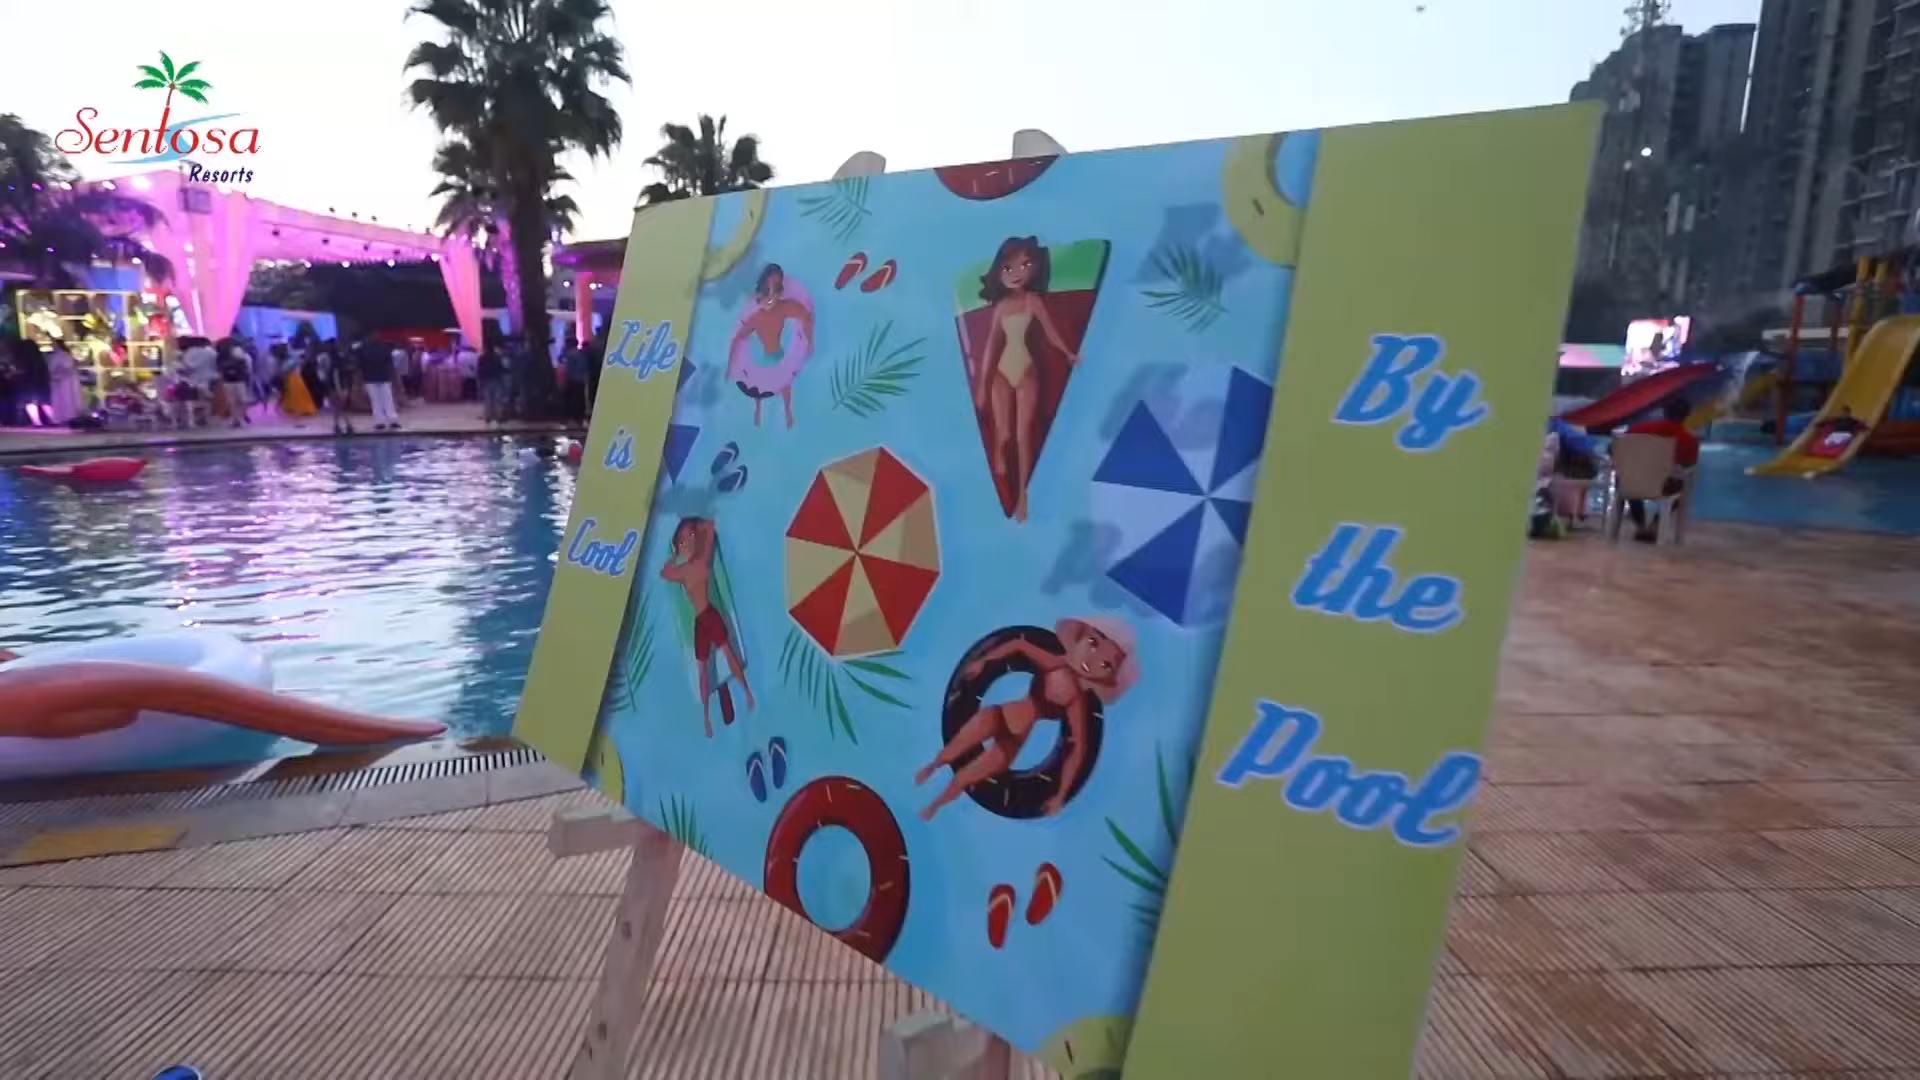 Sentosa
Resorts
Life
is
Cool
By
the
Pool